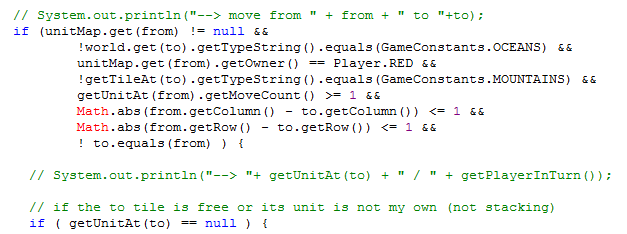 // System.out.println("--> move from " + from + " to "+to);
if (unitMap.get(from) != null &&
!world.get(to).getTypeString().equals(GameConstants.OCEANS) &&
unitMap.get(from).getOwner() == Player.RED &&
!getTileAt(to).getTypeString().equals(GameConstants.MOUNTAINS) &&
getUnitAt(from).getMoveCount() >= 1 &&
Math.abs(from.getColumn() - to.getColumn()) <= 1 &&
Math.abs(from.getRow() - to.getRow()) <= 1 &&
! to.equals(from) ) {
// System.out.println("--> "+ getUnitAt(to) + " / " + getPlayerInTurn());
// if the to tile is free or its unit is not my own (not stacking)
if ( getUnitAt(to) == null ) {